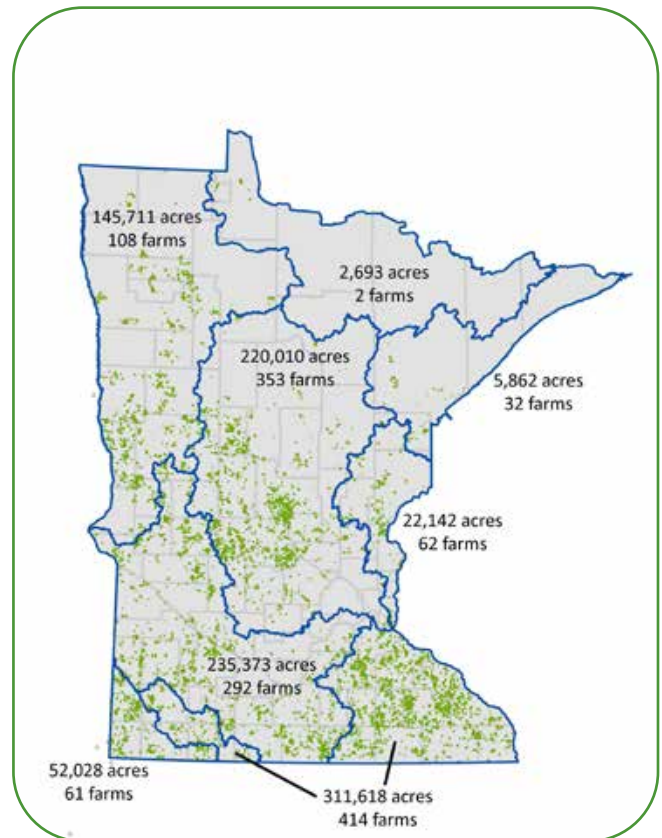 145,711 acres
108 farms
2,693 acres
2 farms
220,010 acres
353 farms
5,862 acres
32 farms
22,142 acres
62 farms
235,373 acres
292 farms
52,028 acres
61 farms
311,618 acres
414 farms